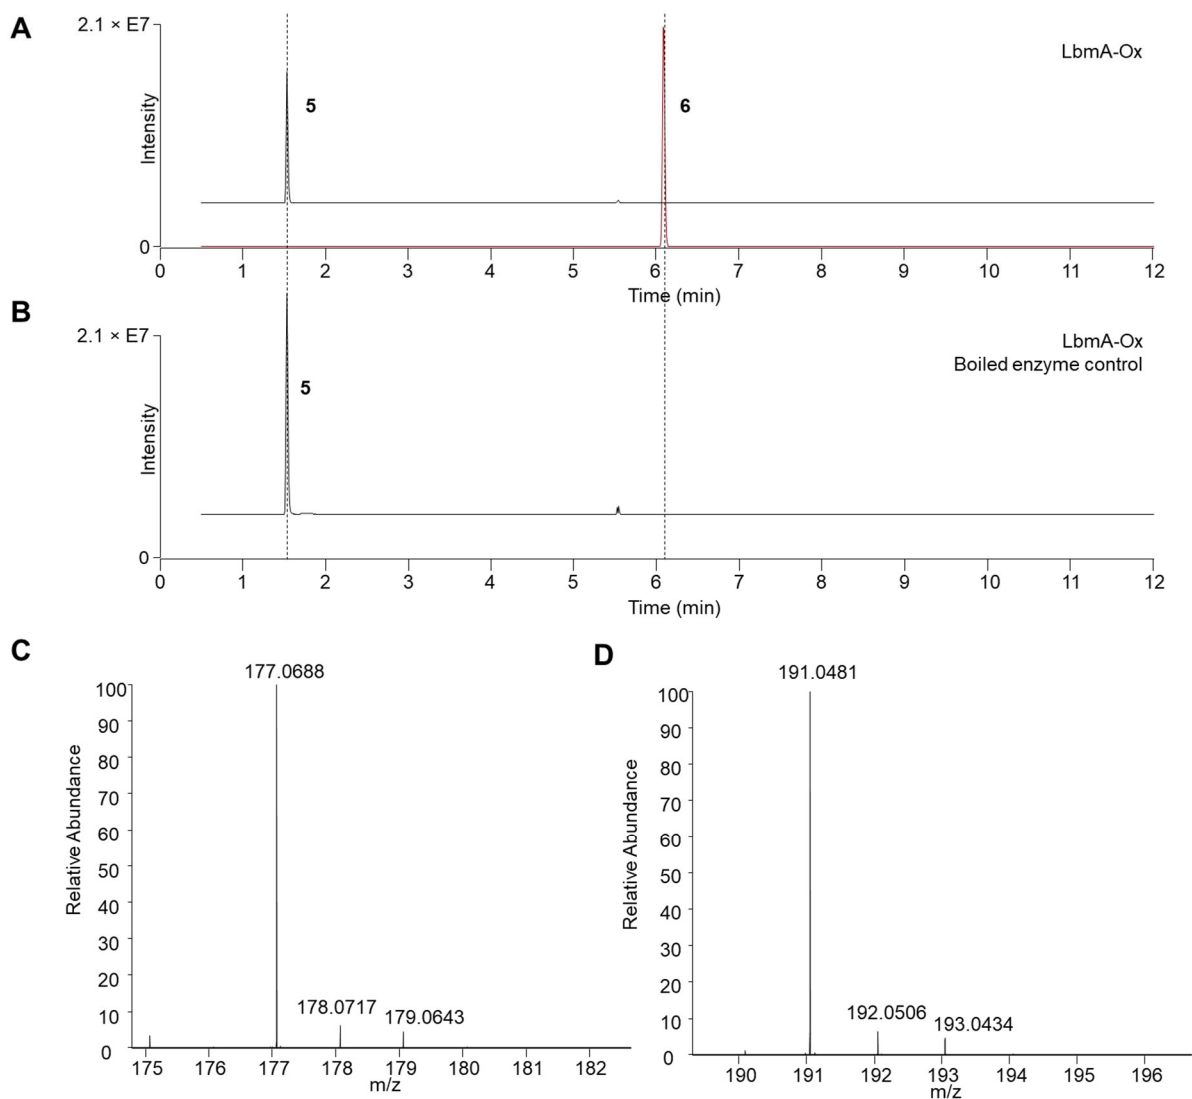 A
2.1 × E7
LbmA-Ox
5
6
Intensity
0
0 1 2 3 4 5 6 7 8 9 10 11 12
Time (min)
B
2.1 × E7
LbmA-Ox
Boiled enzyme control
5
Intensity
0
0 1 2 3 4 5 6 7 8 9 10 11 12
Time (min)
C
177.0688
100
90
80
70
60
50
40
30
20
10
0
Relative Abundance
178.0717
179.0643
175 176 177 178 179 180 181 182
m/z
D
191.0481
100
90
80
70
60
50
40
30
20
10
0
Relative Abundance
192.0506
193.0434
190 191 192 193 194 195 196
m/z